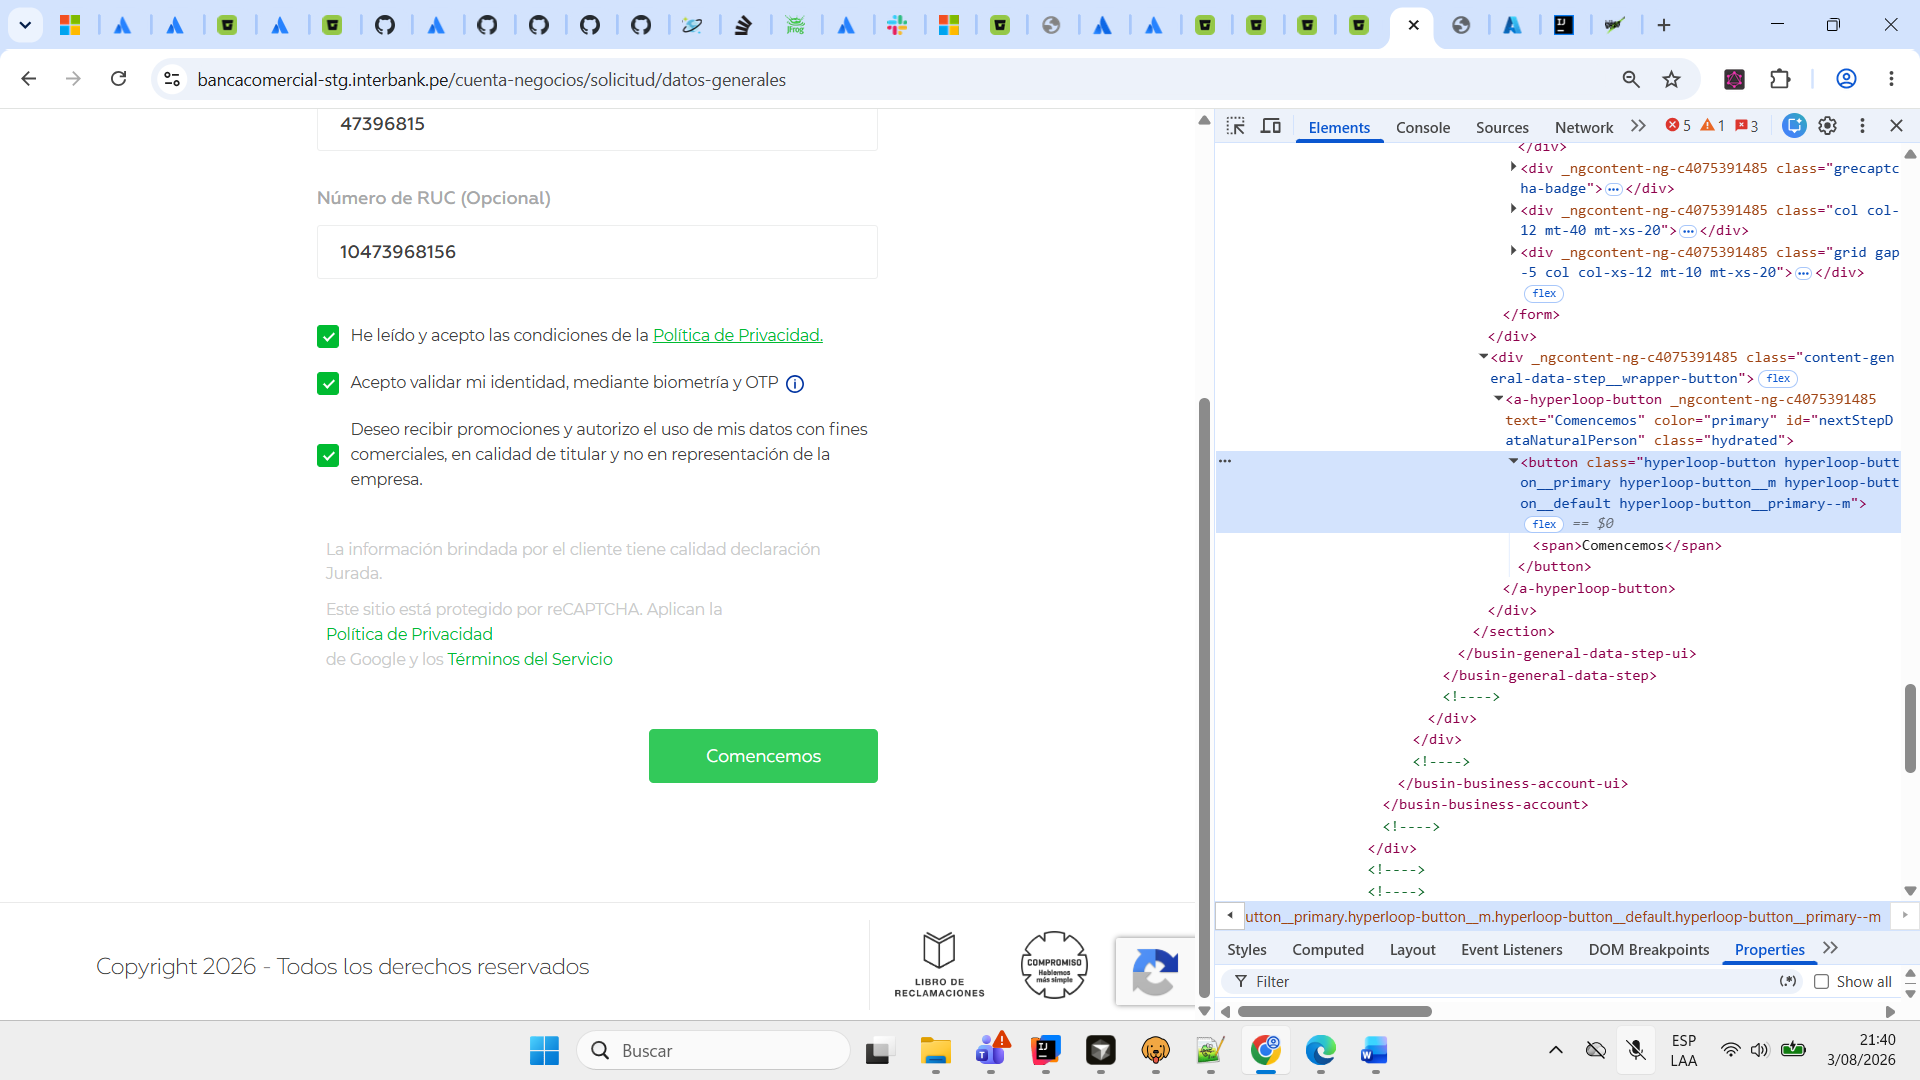 bancacomercial-stg.interbank.pe/cuenta-negocios/solicitud/datos-generales
47396815
Número de RUC (Opcional)
10473968156
He leído y acepto las condiciones de la Política de Privacidad.
Acepto validar mi identidad, mediante biometría y OTP
Deseo recibir promociones y autorizo el uso de mis datos con fines
comerciales, en calidad de titular y no en representación de la
empresa.
La información brindada por el cliente tiene calidad declaración
Jurada.
Este sitio está protegido por reCAPTCHA. Aplican la
Política de Privacidad
de Google y los Términos del Servicio
Comencemos
Copyright 2026 - Todos los derechos reservados
LIBRO DE
RECLAMACIONES
COMPROMISO
Hablemos
más simple
Elements Console Sources Network 5 1 3
</div>
<div _ngcontent-ng-c4075391485 class="grecaptc
ha-badge"> </div>
<div _ngcontent-ng-c4075391485 class="col col-
12 mt-40 mt-xs-20"> </div>
<div _ngcontent-ng-c4075391485 class="grid gap
-5 col col-xs-12 mt-10 mt-xs-20"> </div>
flex
</form>
</div>
<div _ngcontent-ng-c4075391485 class="content-gen
eral-data-step__wrapper-button"> flex
<a-hyperloop-button _ngcontent-ng-c4075391485
text="Comencemos" color="primary" id="nextStepD
ataNaturalPerson" class="hydrated">
<button class="hyperloop-button hyperloop-butt
on__primary hyperloop-button__m hyperloop-butt
on__default hyperloop-button__primary--m">
flex == $0
<span>Comencemos</span>
</button>
</a-hyperloop-button>
</div>
</section>
</busin-general-data-step-ui>
</busin-general-data-step>
<!---->
</div>
</div>
<!---->
</busin-business-account-ui>
</busin-business-account>
<!---->
</div>
<!---->
<!---->
utton__primary.hyperloop-button__m.hyperloop-button__default.hyperloop-button__primary--m
Styles Computed Layout Event Listeners DOM Breakpoints Properties
Filter (.*) Show all
Buscar
ESP
LAA
21:40
3/08/2026